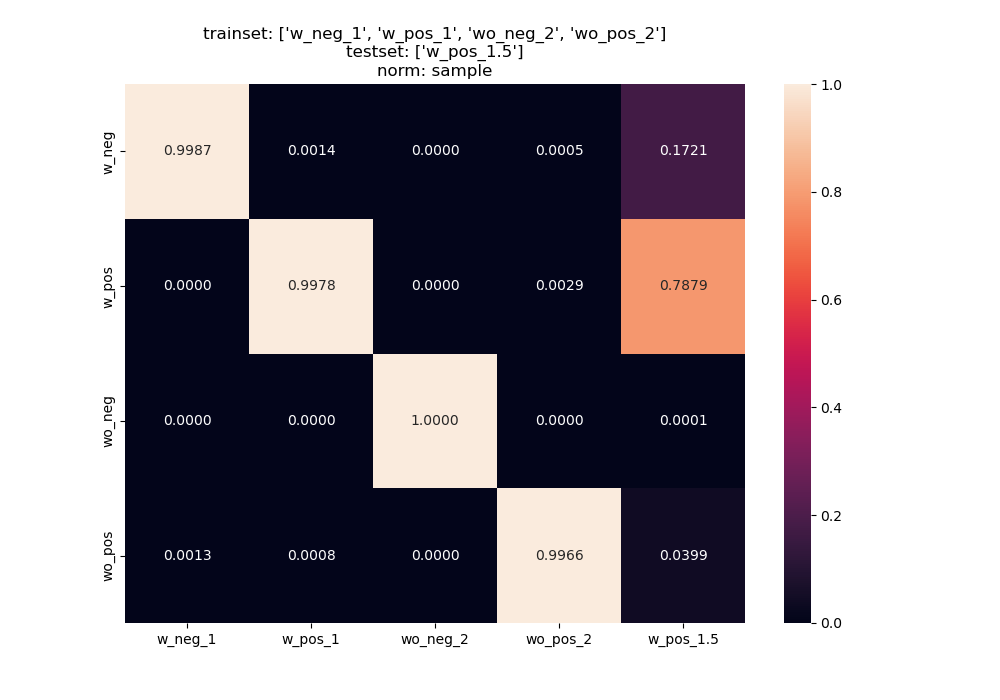 trainset: ['w_neg_1', 'w_pos_1', 'wo_neg_2', 'wo_pos_2']
testset: ['w_pos_1.5']
norm: sample
w_neg 0.9987 0.0014 0.0000 0.0005 0.1721
w_pos 0.0000 0.9978 0.0000 0.0029 0.7879
wo_neg 0.0000 0.0000 1.0000 0.0000 0.0001
wo_pos 0.0013 0.0008 0.0000 0.9966 0.0399
w_neg_1 w_pos_1 wo_neg_2 wo_pos_2 w_pos_1.5
1.0
0.8
0.6
0.4
0.2
0.0